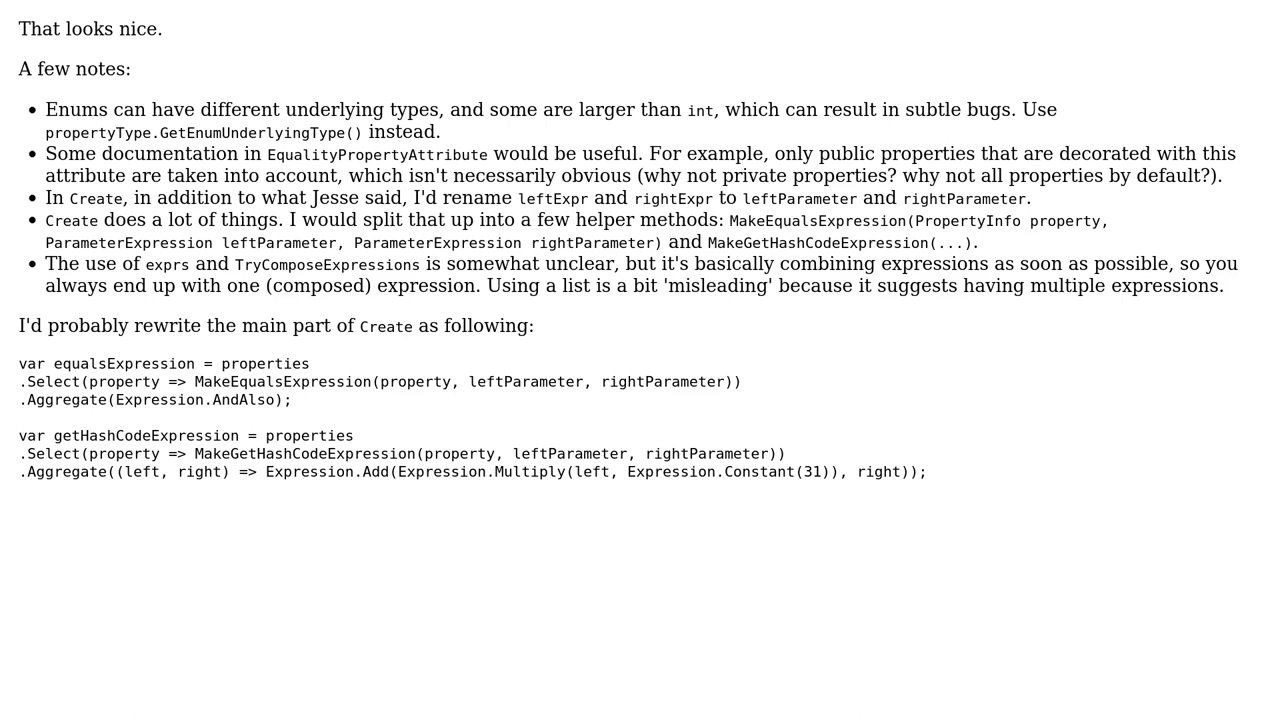 That looks nice.
A few notes:
• Enums can have different underlying types, and some are larger than int, which can result in subtle bugs. Use
propertyType.GetEnumUnderlyingType() instead.
• Some documentation in EqualityPropertyAttribute would be useful. For example, only public properties that are decorated with this
attribute are taken into account, which isn't necessarily obvious (why not private properties? why not all properties by default?).
• In Create, in addition to what Jesse said, I'd rename leftExpr and rightExpr to leftParameter and rightParameter.
• Create does a lot of things. I would split that up into a few helper methods: MakeEqualsExpression(PropertyInfo property,
ParameterExpression leftParameter, ParameterExpression rightParameter) and MakeGetHashCodeExpression(...).
• The use of exprs and TryComposeExpressions is somewhat unclear, but it's basically combining expressions as soon as possible, so you
always end up with one (composed) expression. Using a list is a bit 'misleading' because it suggests having multiple expressions.
I'd probably rewrite the main part of Create as following:
var equalsExpression = properties
.Select(property => MakeEqualsExpression(property, leftParameter, rightParameter))
.Aggregate(Expression.AndAlso);
var getHashCodeExpression = properties
.Select(property => MakeGetHashCodeExpression(property, leftParameter, rightParameter))
.Aggregate((left, right) => Expression.Add(Expression.Multiply(left, Expression.Constant(31)), right));